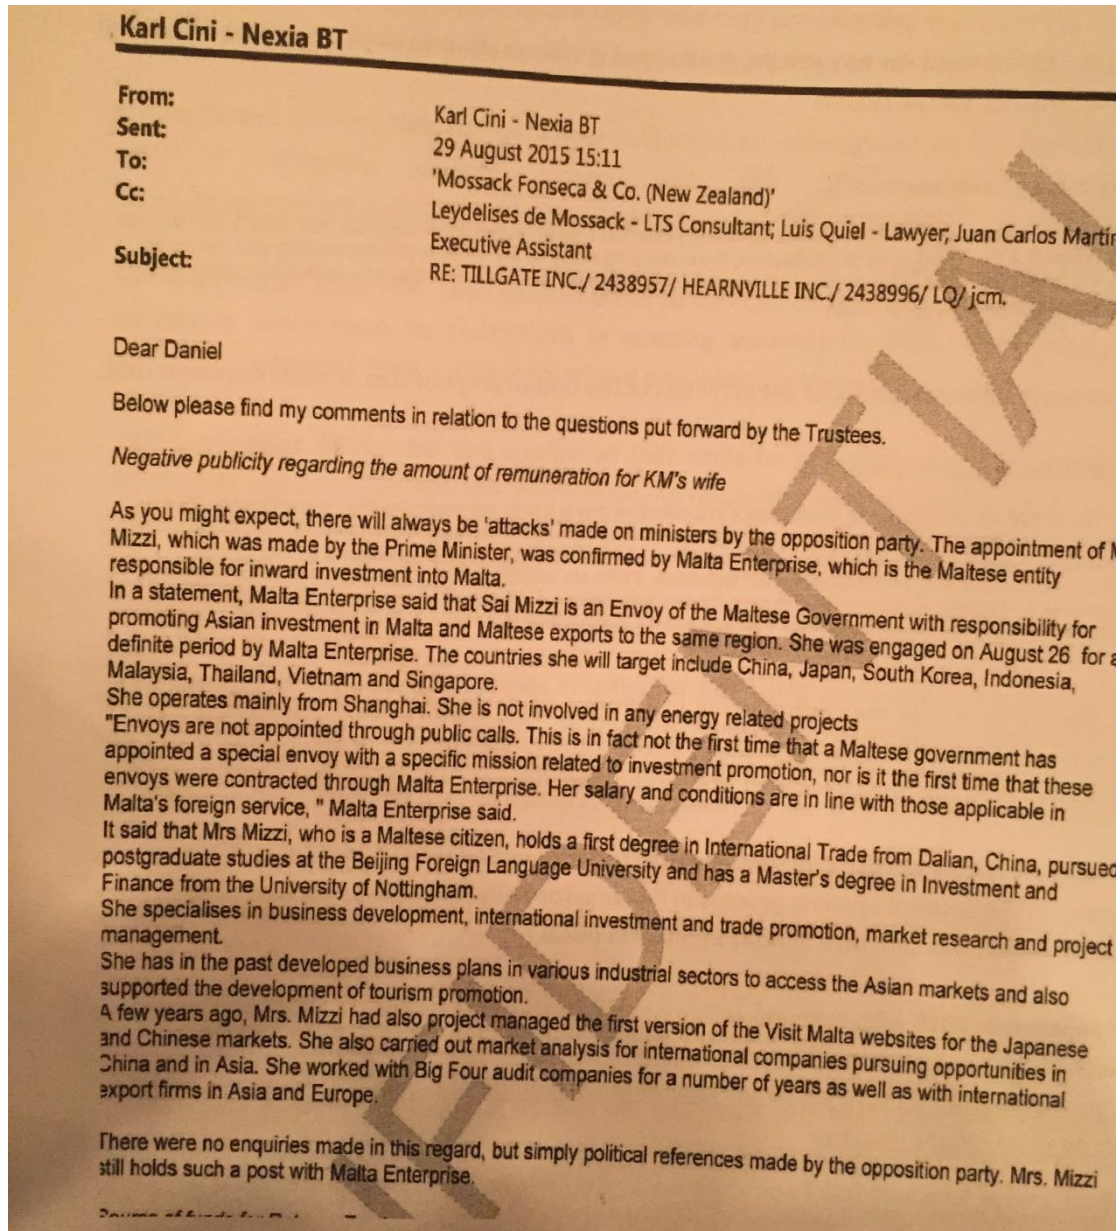 Karl Cini - Nexia BT
From: Karl Cini - Nexia BT
Sent: 29 August 2015 15:11
To: 'Mossack Fonseca & Co. (New Zealand)'
Cc: Leydelises de Mossack - LTS Consultant; Luis Quiel - Lawyer; Juan Carlos Martín
Executive Assistant
Subject: RE: TILLGATE INC./ 2438957/ HEARNVILLE INC./ 2438996/ LQ/ jcm.
Dear Daniel
Below please find my comments in relation to the questions put forward by the Trustees.
Negative publicity regarding the amount of remuneration for KM's wife
As you might expect, there will always be 'attacks' made on ministers by the opposition party. The appointment of
Mizzi, which was made by the Prime Minister, was confirmed by Malta Enterprise, which is the Maltese entity
responsible for inward investment into Malta.
In a statement, Malta Enterprise said that Sai Mizzi is an Envoy of the Maltese Government with responsibility for
promoting Asian investment in Malta and Maltese exports to the same region. She was engaged on August 26 for a
definite period by Malta Enterprise. The countries she will target include China, Japan, South Korea, Indonesia,
Malaysia, Thailand, Vietnam and Singapore.
She operates mainly from Shanghai. She is not involved in any energy related projects
"Envoys are not appointed through public calls. This is in fact not the first time that a Maltese government has
appointed a special envoy with a specific mission related to investment promotion, nor is it the first time that these
envoys were contracted through Malta Enterprise. Her salary and conditions are in line with those applicable in
Malta's foreign service, " Malta Enterprise said.
It said that Mrs Mizzi, who is a Maltese citizen, holds a first degree in International Trade from Dalian, China, pursued
postgraduate studies at the Beijing Foreign Language University and has a Master's degree in Investment and
Finance from the University of Nottingham.
She specialises in business development, international investment and trade promotion, market research and project
management.
She has in the past developed business plans in various industrial sectors to access the Asian markets and also
supported the development of tourism promotion.
A few years ago, Mrs. Mizzi had also project managed the first version of the Visit Malta websites for the Japanese
and Chinese markets. She also carried out market analysis for international companies pursuing opportunities in
China and in Asia. She worked with Big Four audit companies for a number of years as well as with international
export firms in Asia and Europe.
There were no enquiries made in this regard, but simply political references made by the opposition party. Mrs. Mizzi
still holds such a post with Malta Enterprise.